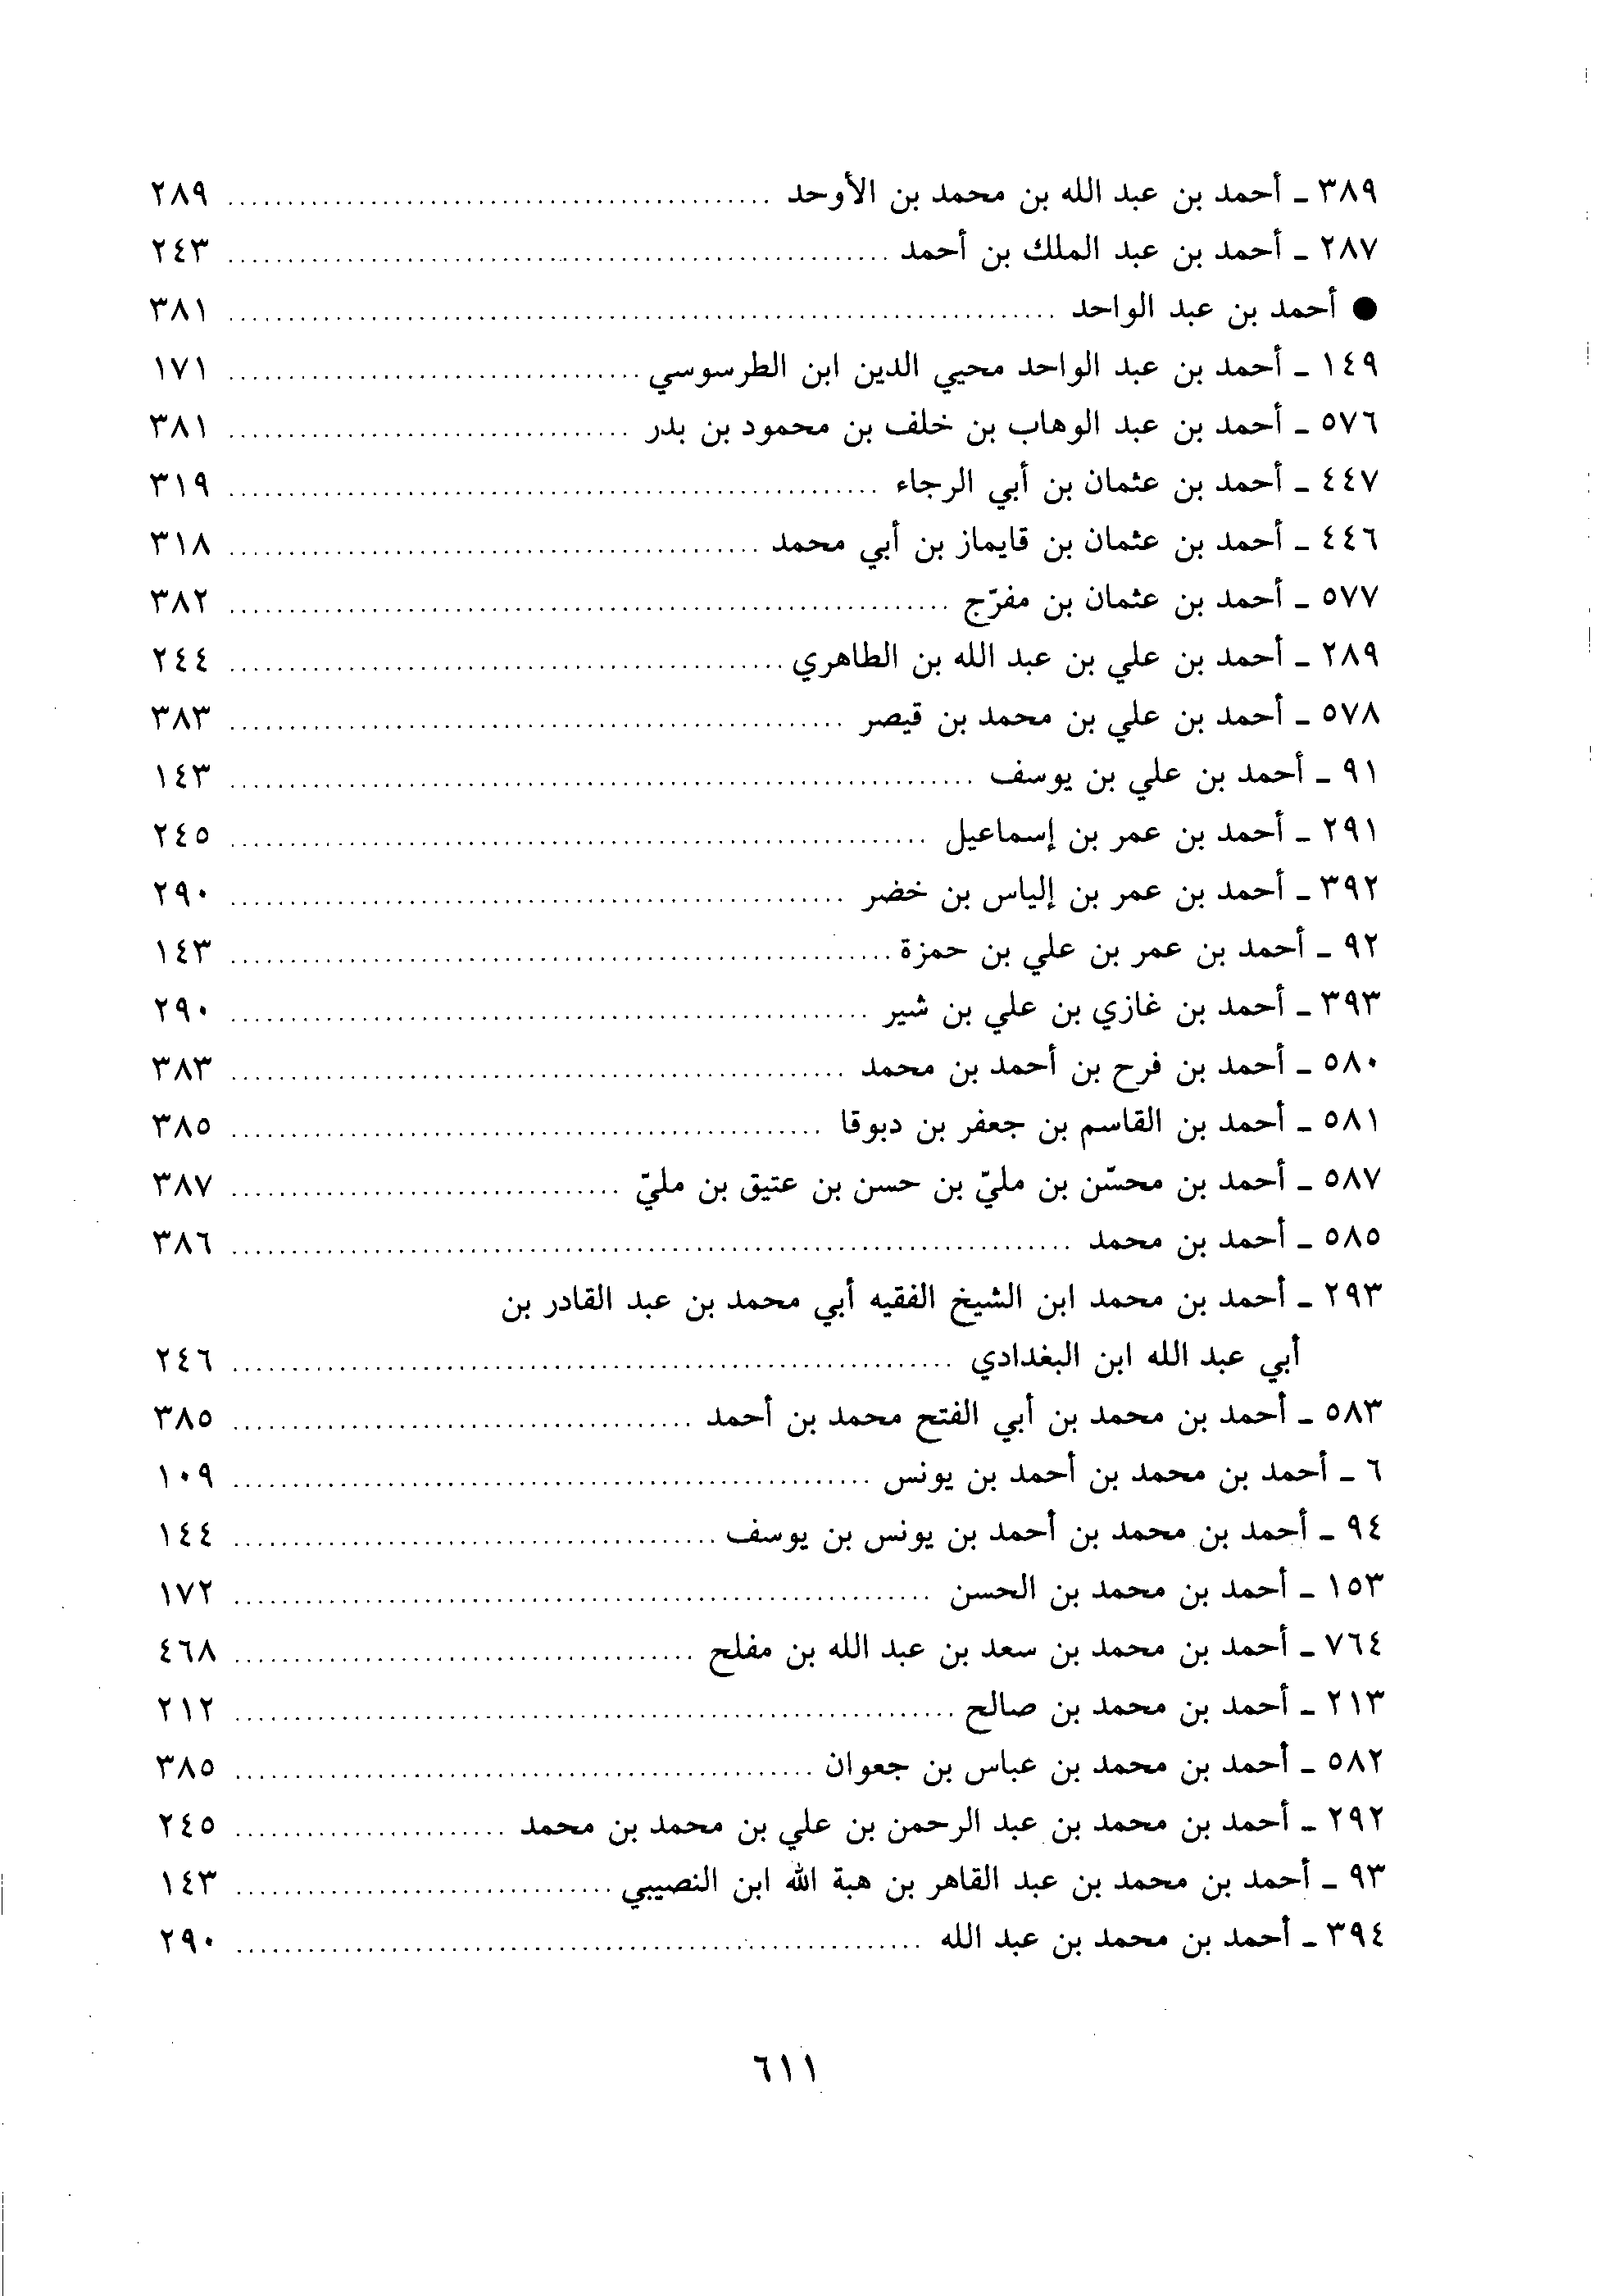 ٣٨٩ ـ أحمد بن عبد الله بن محمد بن الأوحد ........ ٢٨٩
٢٨٧ ـ أحمد بن عبد الملك بن أحمد ........ ٢٤٣
● أحمد بن عبد الواحد ........ ٣٨١
١٤٩ ـ أحمد بن عبد الواحد محيي الدين ابن الطرسوسي ........ ١٧١
٥٧٦ ـ أحمد بن عبد الوهاب بن خلف بن محمود بن بدر ........ ٣٨١
٤٤٧ ـ أحمد بن عثمان بن أبي الرجاء ........ ٣١٩
٤٤٦ ـ أحمد بن عثمان بن قايماز بن أبي محمد ........ ٣١٨
٥٧٧ ـ أحمد بن عثمان بن مفرّج ........ ٣٨٢
٢٨٩ ـ أحمد بن علي بن عبد الله بن الطاهري ........ ٢٤٤
٥٧٨ ـ أحمد بن علي بن محمد بن قيصر ........ ٣٨٣
٩١ ـ أحمد بن علي بن يوسف ........ ١٤٣
٢٩١ ـ أحمد بن عمر بن إسماعيل ........ ٢٤٥
٣٩٢ ـ أحمد بن عمر بن إلياس بن خضر ........ ٢٩٠
٩٢ ـ أحمد بن عمر بن علي بن حمزة ........ ١٤٣
٣٩٣ ـ أحمد بن غازي بن علي بن شير ........ ٢٩٠
٥٨٠ ـ أحمد بن فرح بن أحمد بن محمد ........ ٣٨٣
٥٨١ ـ أحمد بن القاسم بن جعفر بن دبوقا ........ ٣٨٥
٥٨٧ ـ أحمد بن محسّن بن مليّ بن حسن بن عتيق بن مليّ ........ ٣٨٧
٥٨٥ ـ أحمد بن محمد ........ ٣٨٦
٢٩٣ ـ أحمد بن محمد ابن الشيخ الفقيه أبي محمد بن عبد القادر بن
أبي عبد الله ابن البغدادي ........ ٢٤٦
٥٨٣ ـ أحمد بن محمد بن أبي الفتح محمد بن أحمد ........ ٣٨٥
٦ ـ أحمد بن محمد بن أحمد بن يونس ........ ١٠٩
٩٤ ـ أحمد بن محمد بن أحمد بن يونس بن يوسف ........ ١٤٤
١٥٣ ـ أحمد بن محمد بن الحسن ........ ١٧٢
٧٦٤ ـ أحمد بن محمد بن سعد بن عبد الله بن مفلح ........ ٤٦٨
٢١٣ ـ أحمد بن محمد بن صالح ........ ٢١٢
٥٨٢ ـ أحمد بن محمد بن عباس بن جعوان ........ ٣٨٥
٢٩٢ ـ أحمد بن محمد بن عبد الرحمن بن علي بن محمد بن محمد ........ ٢٤٥
٩٣ ـ أحمد بن محمد بن عبد القاهر بن هبة الله ابن النصيبي ........ ١٤٣
٣٩٤ ـ أحمد بن محمد بن عبد الله ........ ٢٩٠
٦١١